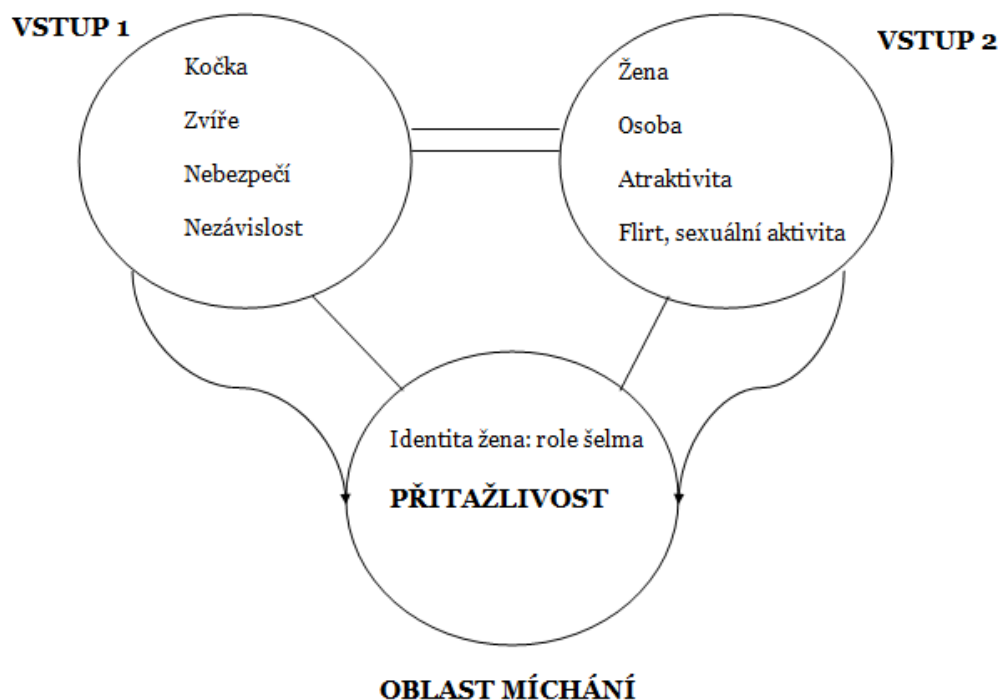 VSTUP 1
Kočka
Zvíře
Nebezpečí
Nezávislost
VSTUP 2
Žena
Osoba
Atraktivita
Flirt, sexuální aktivita
Identita žena: role šelma
PŘITAŽLIVOST
OBLAST MÍCHÁNÍ